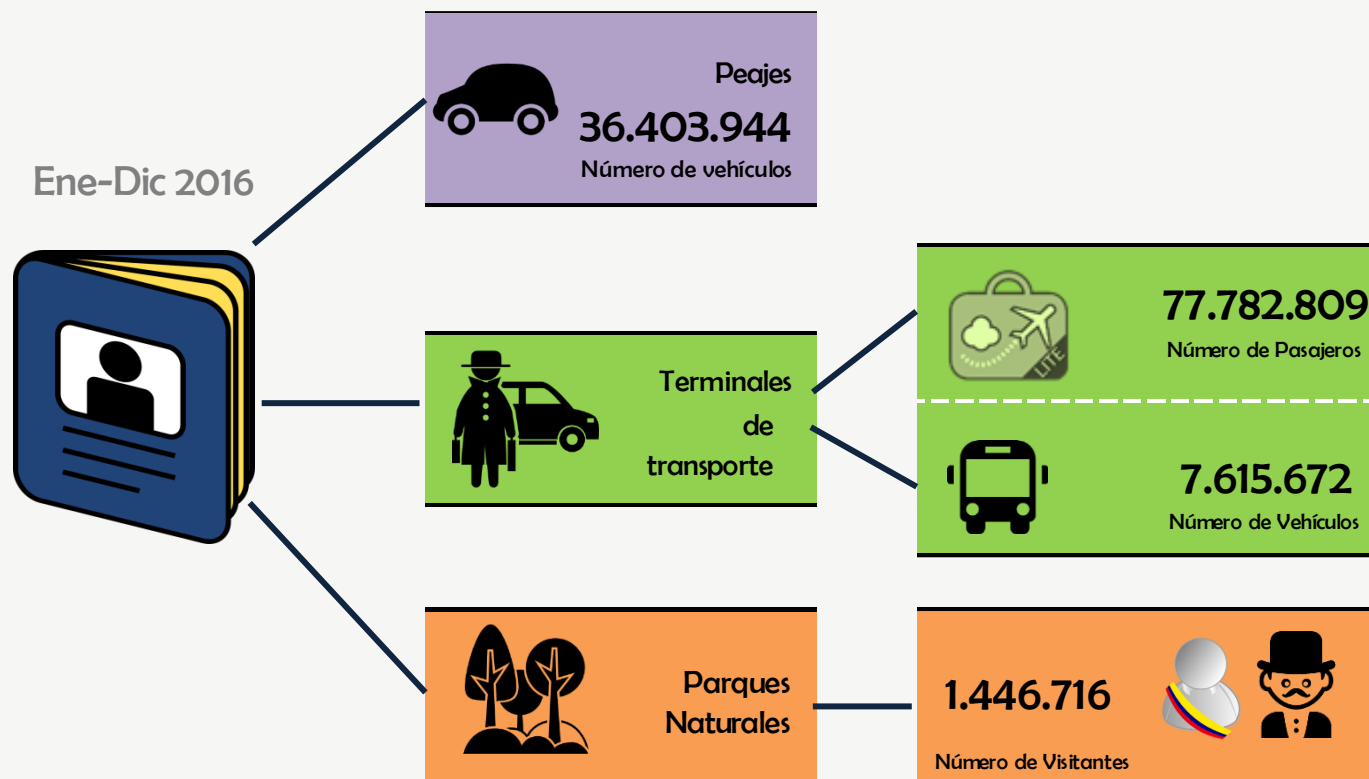 Ene-Dic 2016
Peajes
36.403.944
Número de vehículos
Terminales
de
transporte
77.782.809
Número de Pasajeros
LITE
7.615.672
Número de Vehículos
Parques
Naturales
1.446.716
Número de Visitantes